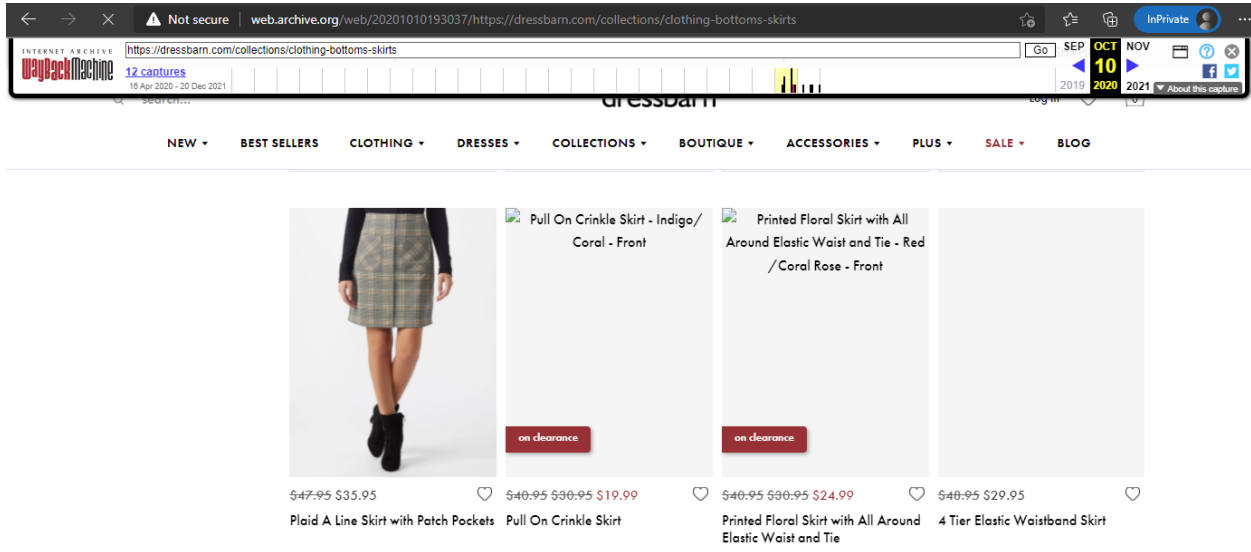 Not secure | web.archive.org/web/20201010193037/https://dressbarn.com/collections/clothing-bottoms-skirts InPrivate
INTERNET ARCHIVE
WayBackMachine
https://dressbarn.com/collections/clothing-bottoms-skirts Go
12 captures
16 Apr 2020 - 20 Dec 2021
SEP OCT NOV
10
2019 2020 2021
About this capture
search...
dressbarn
Log in
0
NEW BEST SELLERS CLOTHING DRESSES COLLECTIONS BOUTIQUE ACCESSORIES PLUS SALE BLOG
Pull On Crinkle Skirt - Indigo/
Coral - Front
Printed Floral Skirt with All
Around Elastic Waist and Tie - Red
/Coral Rose - Front
on clearance
on clearance
$47.95 $35.95
Plaid A Line Skirt with Patch Pockets
$40.95 $30.95 $19.99
Pull On Crinkle Skirt
$40.95 $30.95 $24.99
Printed Floral Skirt with All Around
Elastic Waist and Tie
$48.95 $29.95
4 Tier Elastic Waistband Skirt